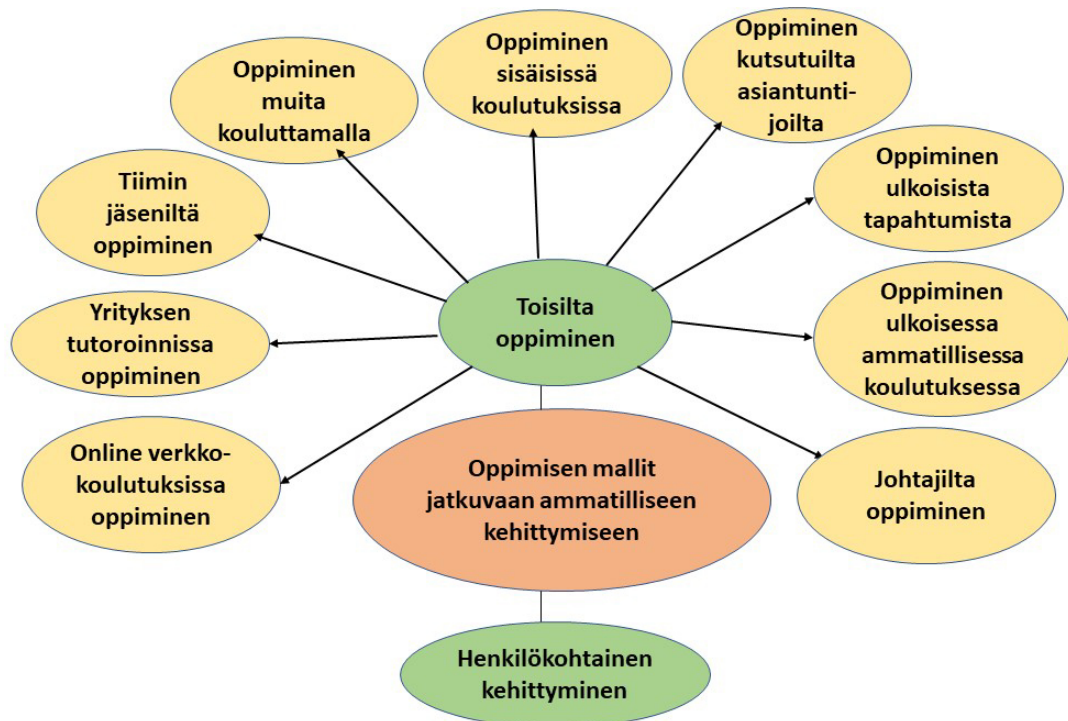 Oppiminen
muita
kouluttamalla
Oppiminen
sisäisissä
koulutuksissa
Oppiminen
kutsutuilta
asiantunti-
joilta
Tiimin
jäseniltä
oppiminen
Oppiminen
ulkoisista
tapahtumista
Yrityksen
tutoroinnissa
oppiminen
Toisilta
oppiminen
Oppiminen
ulkoisessa
ammatillisessa
koulutuksessa
Online verkko-
koulutuksissa
oppiminen
Oppimisen mallit
jatkuvaan ammatilliseen
kehittymiseen
Johtajilta
oppiminen
Henkilökohtainen
kehittyminen